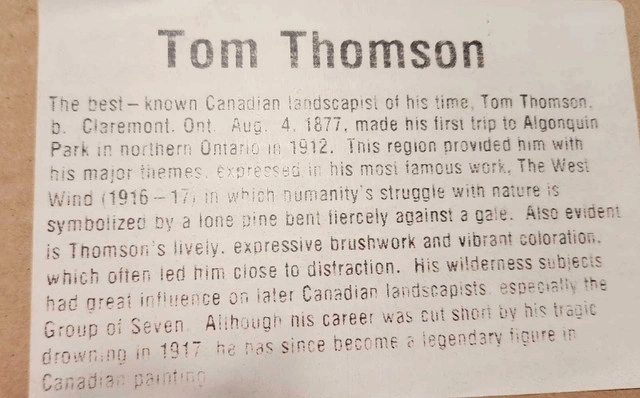 Tom Thomson
The best – known Canadian landscapist of his time, Tom Thomson,
b. Claremont, Ont. Aug. 4, 1877, made his first trip to Algonquin
Park in northern Ontario in 1912. This region provided him with
his major themes, expressed in his most famous work, The West
Wind (1916 – 17) in which humanity's struggle with nature is
symbolized by a lone pine bent fiercely against a gale. Also evident
is Thomson's lively, expressive brushwork and vibrant coloration,
which often led him close to distraction. His wilderness subjects
had great influence on later Canadian landscapists, especially the
Group of Seven. Although his career was cut short by his tragic
drowning in 1917, he has since become a legendary figure in
Canadian painting